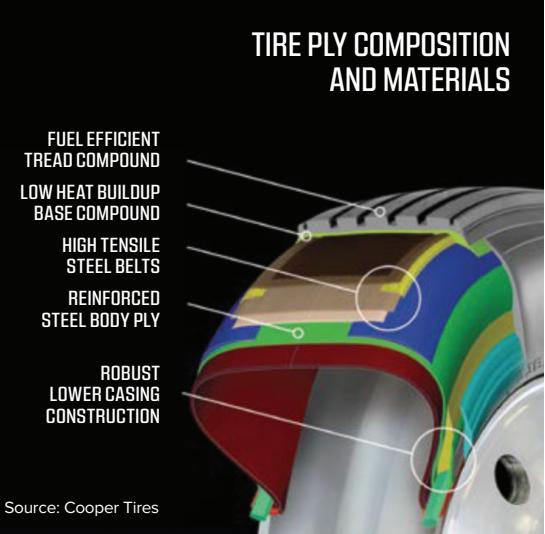 TIRE PLY COMPOSITION
AND MATERIALS
FUEL EFFICIENT
TREAD COMPOUND
LOW HEAT BUILDUP
BASE COMPOUND
HIGH TENSILE
STEEL BELTS
REINFORCED
STEEL BODY PLY
ROBUST
LOWER CASING
CONSTRUCTION
Source: Cooper Tires